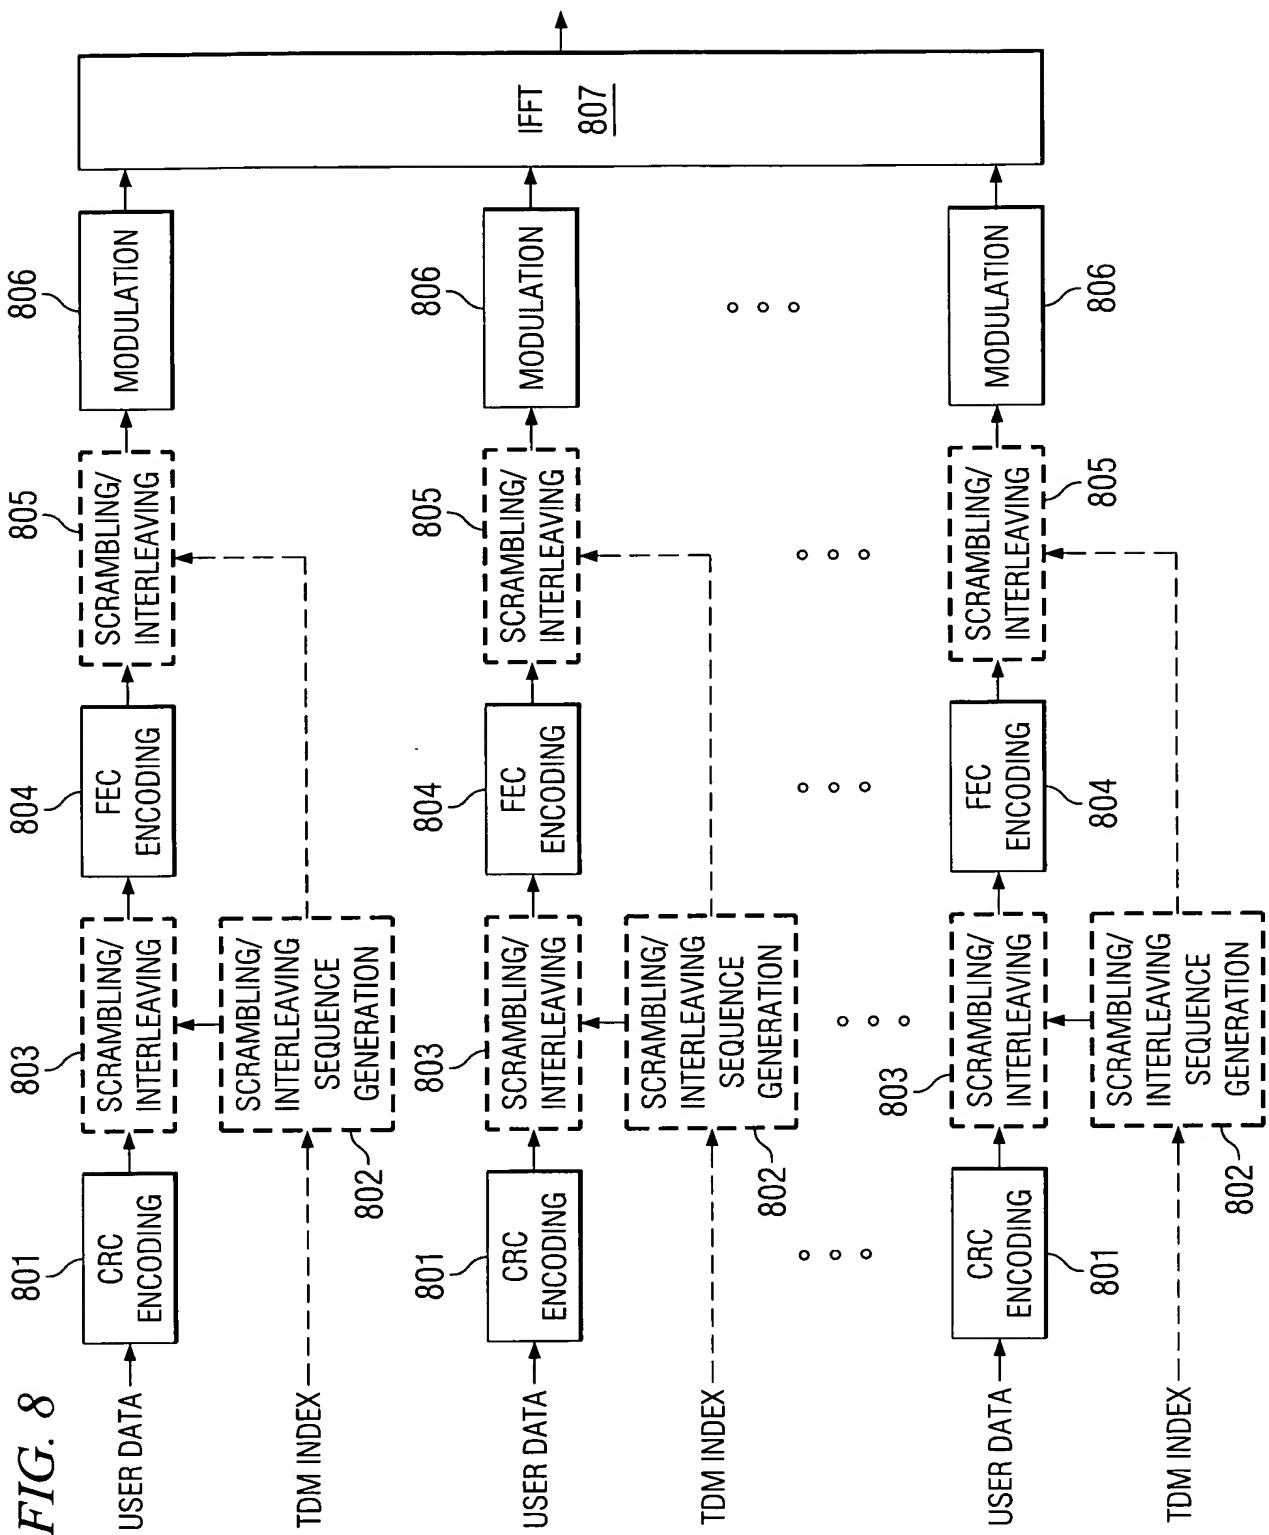 FIG. 8
USER DATA
801
CRC
ENCODING
803
SCRAMBLING/
INTERLEAVING
804
FEC
ENCODING
805
SCRAMBLING/
INTERLEAVING
806
MODULATION
TDM INDEX
802
SCRAMBLING/
INTERLEAVING
SEQUENCE
GENERATION
USER DATA
801
CRC
ENCODING
803
SCRAMBLING/
INTERLEAVING
804
FEC
ENCODING
805
SCRAMBLING/
INTERLEAVING
806
MODULATION
IFFT
807
TDM INDEX
802
SCRAMBLING/
INTERLEAVING
SEQUENCE
GENERATION
USER DATA
CRC
ENCODING
801
803
SCRAMBLING/
INTERLEAVING
FEC
ENCODING
804
SCRAMBLING/
INTERLEAVING
805
MODULATION
806
TDM INDEX
SCRAMBLING/
INTERLEAVING
SEQUENCE
GENERATION
802